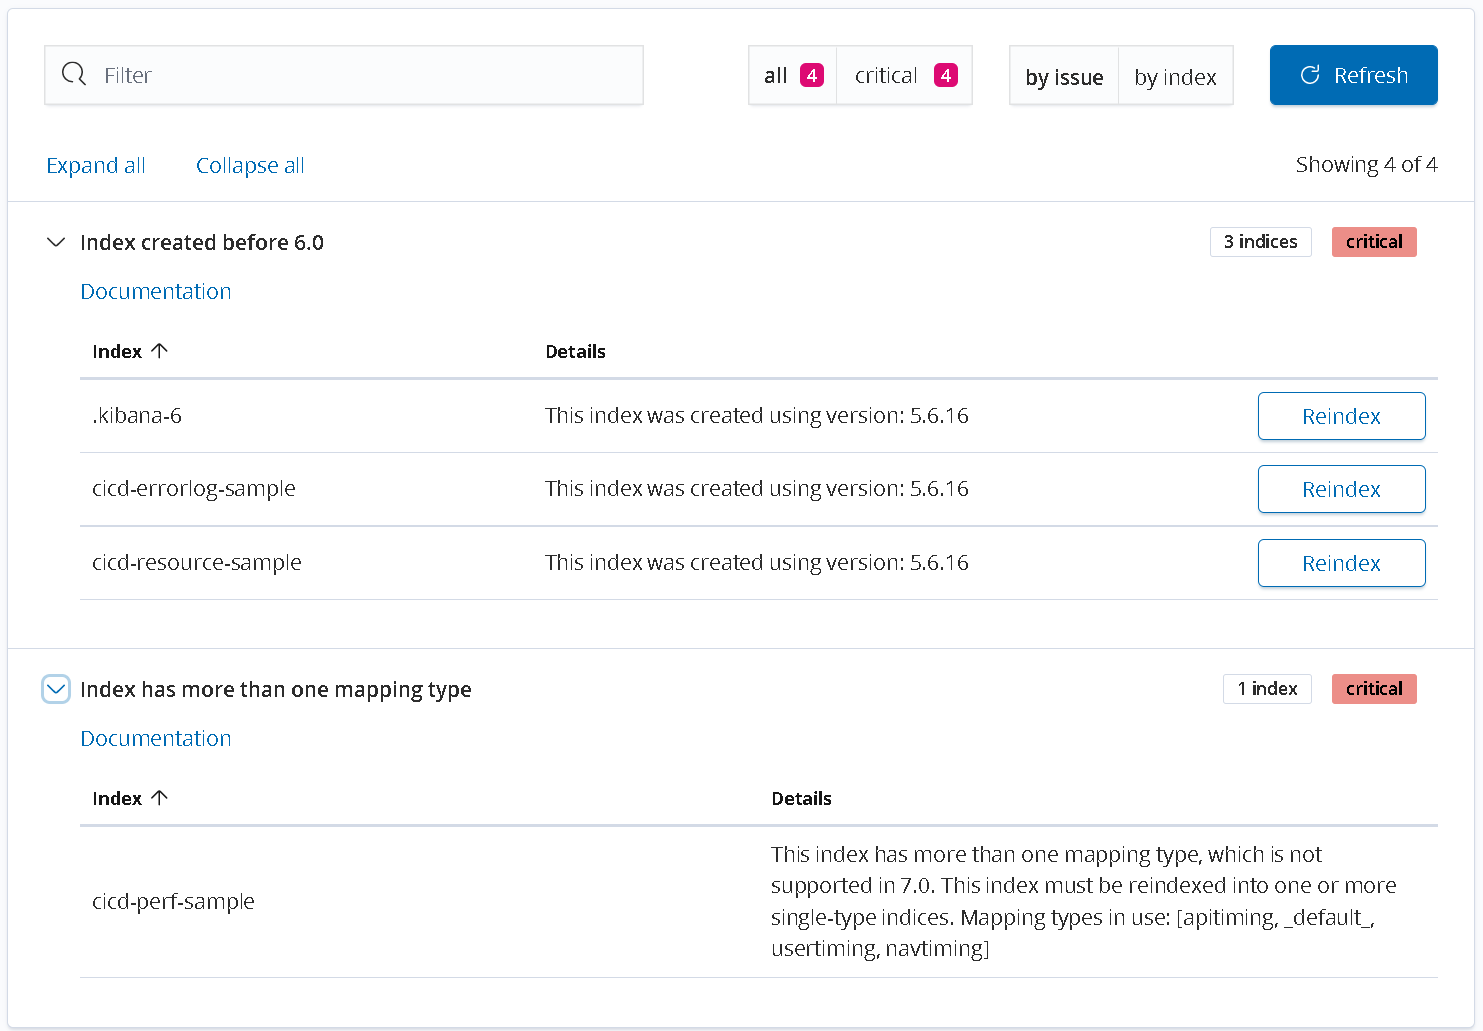 Filter
all 4
critical 4
by issue
by index
Refresh
Expand all
Collapse all
Showing 4 of 4
Index created before 6.0
3 indices
critical
Documentation
Index
Details
.kibana-6
This index was created using version: 5.6.16
Reindex
cicd-errorlog-sample
This index was created using version: 5.6.16
Reindex
cicd-resource-sample
This index was created using version: 5.6.16
Reindex
Index has more than one mapping type
1 index
critical
Documentation
Index
Details
cicd-perf-sample
This index has more than one mapping type, which is not
supported in 7.0. This index must be reindexed into one or more
single-type indices. Mapping types in use: [apitiming, _default_,
usertiming, navtiming]